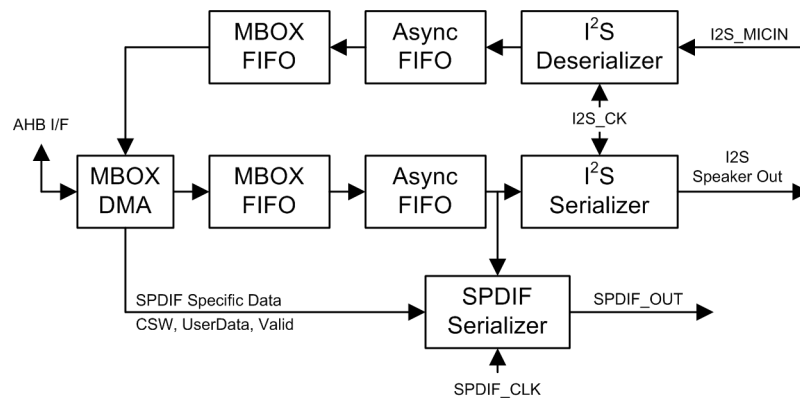 MBOX
FIFO
Async
FIFO
I²S
Deserializer
I2S_MICIN
AHB I/F
I2S_CK
MBOX
DMA
MBOX
FIFO
Async
FIFO
I²S
Serializer
I2S
Speaker Out
SPDIF Specific Data
CSW, UserData, Valid
SPDIF
Serializer
SPDIF_OUT
SPDIF_CLK